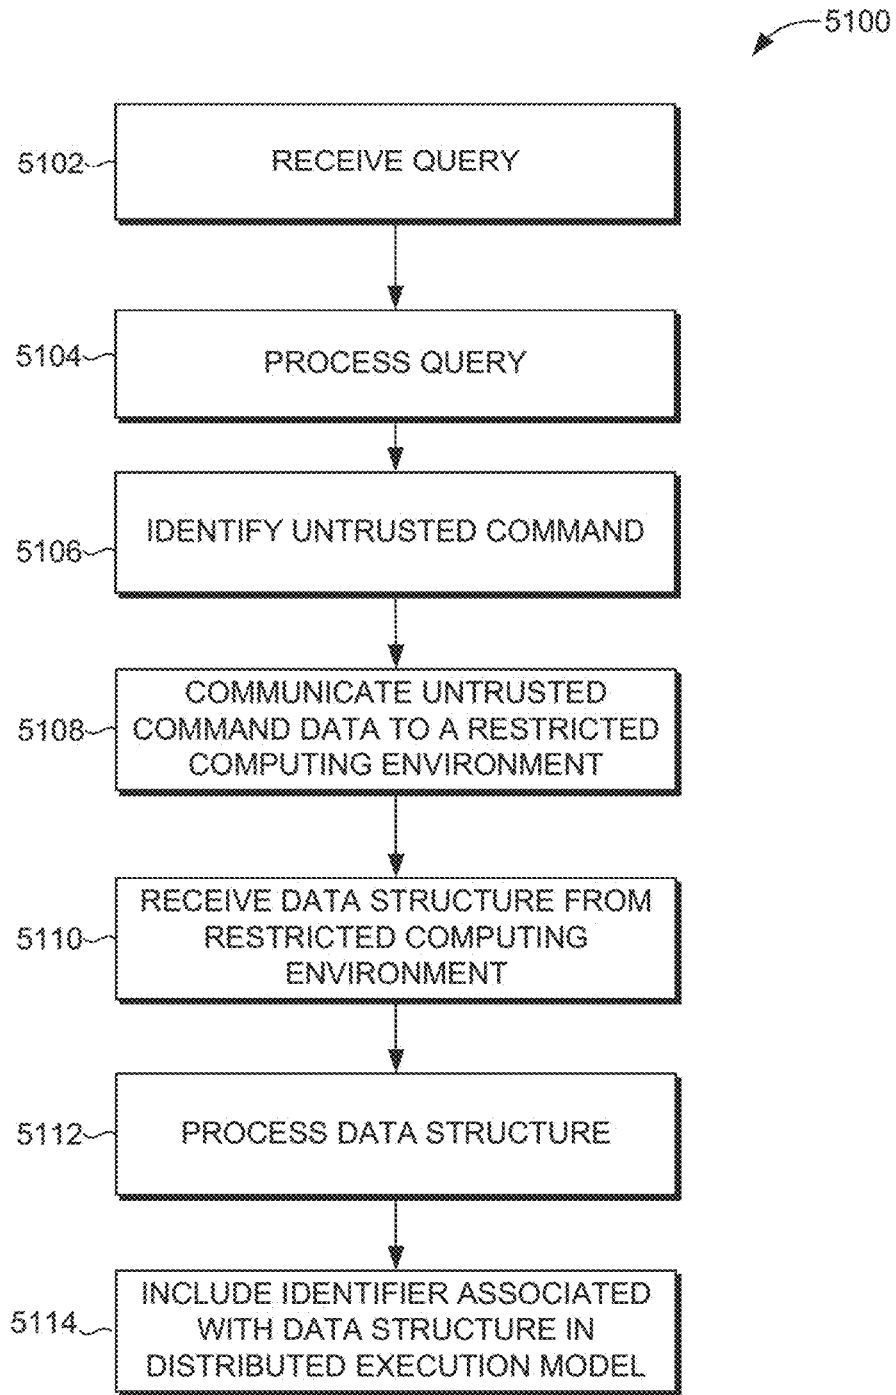 5100
5102
RECEIVE QUERY
5104
PROCESS QUERY
5106
IDENTIFY UNTRUSTED COMMAND
5108
COMMUNICATE UNTRUSTED
COMMAND DATA TO A RESTRICTED
COMPUTING ENVIRONMENT
5110
RECEIVE DATA STRUCTURE FROM
RESTRICTED COMPUTING
ENVIRONMENT
5112
PROCESS DATA STRUCTURE
5114
INCLUDE IDENTIFIER ASSOCIATED
WITH DATA STRUCTURE IN
DISTRIBUTED EXECUTION MODEL